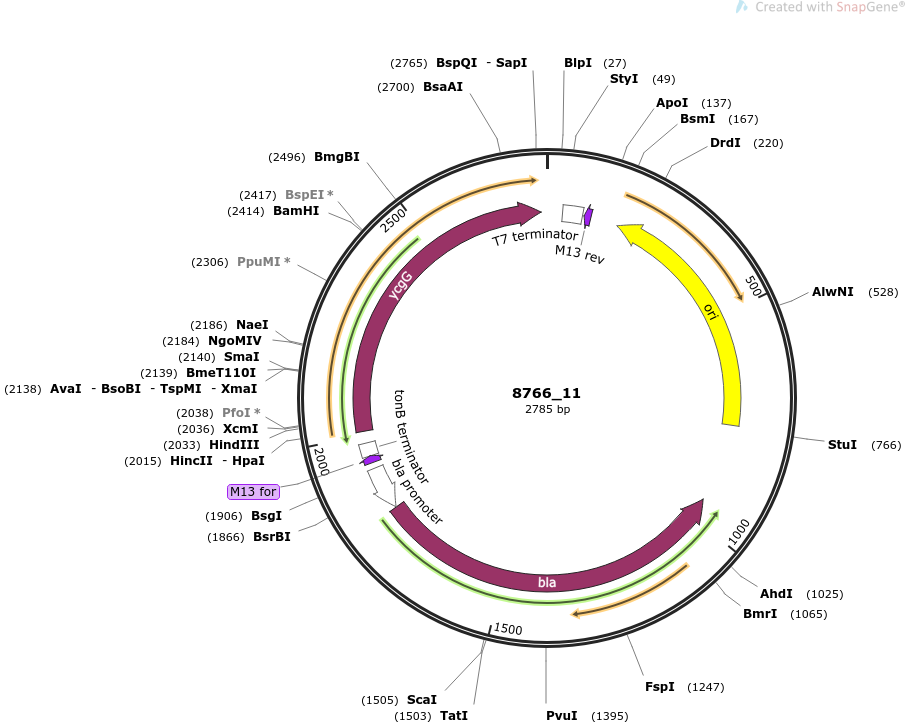 Created with SnapGene®
(2765) BspQI - SapI
BlpI (27)
(2700) BsaAI
StyI (49)
ApoI (137)
BsmI (167)
DrdI (220)
(2496) BmgBI
(2417) BspEI *
(2414) BamHI
2500
T7 terminator
M13 rev
(2306) PpuMI *
ycgG
500
AlwNI (528)
ori
(2186) NaeI
(2184) NgoMIV
(2140) SmaI
(2139) BmeT110I
(2138) AvaI - BsoBI - TspMI - XmaI
8766_11
2785 bp
(2038) PfoI *
(2036) XcmI
(2033) HindIII
(2015) HincII - HpaI
2000
tonB terminator
StuI (766)
M13 for
bla promoter
(1906) BsgI
(1866) BsrBI
1000
bla
AhdI (1025)
BmrI (1065)
1500
FspI (1247)
(1505) ScaI
(1503) TatI
PvuI (1395)